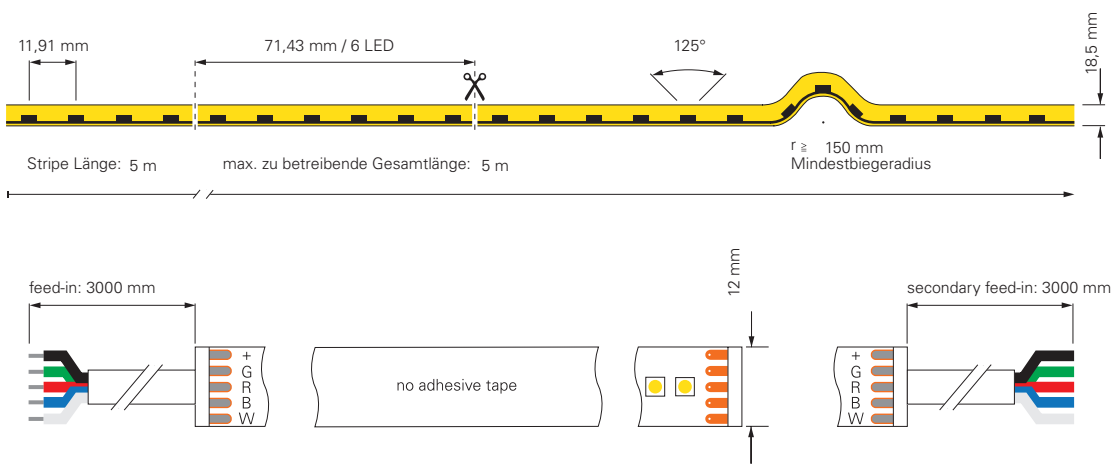 11,91 mm
71,43 mm / 6 LED
125°
18,5 mm
r ≧ 150 mm
Mindestbiegeradius
Stripe Länge: 5 m
max. zu betreibende Gesamtlänge: 5 m
feed-in: 3000 mm
12 mm
secondary feed-in: 3000 mm
+
G
R
B
W
no adhesive tape
+
G
R
B
W